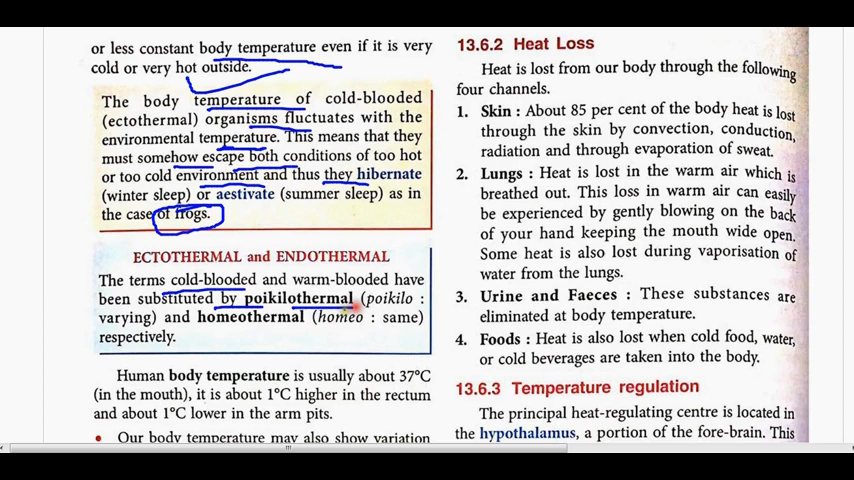 or less constant body temperature even if it is very
cold or very hot outside.
The body temperature of cold-blooded
(ectothermal) organisms fluctuates with the
environmental temperature. This means that they
must somehow escape both conditions of too hot
or too cold environment and thus they hibernate
(winter sleep) or aestivate (summer sleep) as in
the case of frogs.
ECTOTHERMAL and ENDOTHERMAL
The terms cold-blooded and warm-blooded have
been substituted by poikilothermal (poikilo :
varying) and homeothermal (homeo : same)
respectively.
Human body temperature is usually about 37°C
(in the mouth), it is about 1°C higher in the rectum
and about 1°C lower in the arm pits.
• Our body temperature may also show variation
13.6.2 Heat Loss
Heat is lost from our body through the following
four channels.
1. Skin : About 85 per cent of the body heat is lost
through the skin by convection, conduction,
radiation and through evaporation of sweat.
2. Lungs : Heat is lost in the warm air which is
breathed out. This loss in warm air can easily
be experienced by gently blowing on the back
of your hand keeping the mouth wide open.
Some heat is also lost during vaporisation of
water from the lungs.
3. Urine and Faeces : These substances are
eliminated at body temperature.
4. Foods : Heat is also lost when cold food, water,
or cold beverages are taken into the body.
13.6.3 Temperature regulation
The principal heat-regulating centre is located in
the hypothalamus, a portion of the fore-brain. This